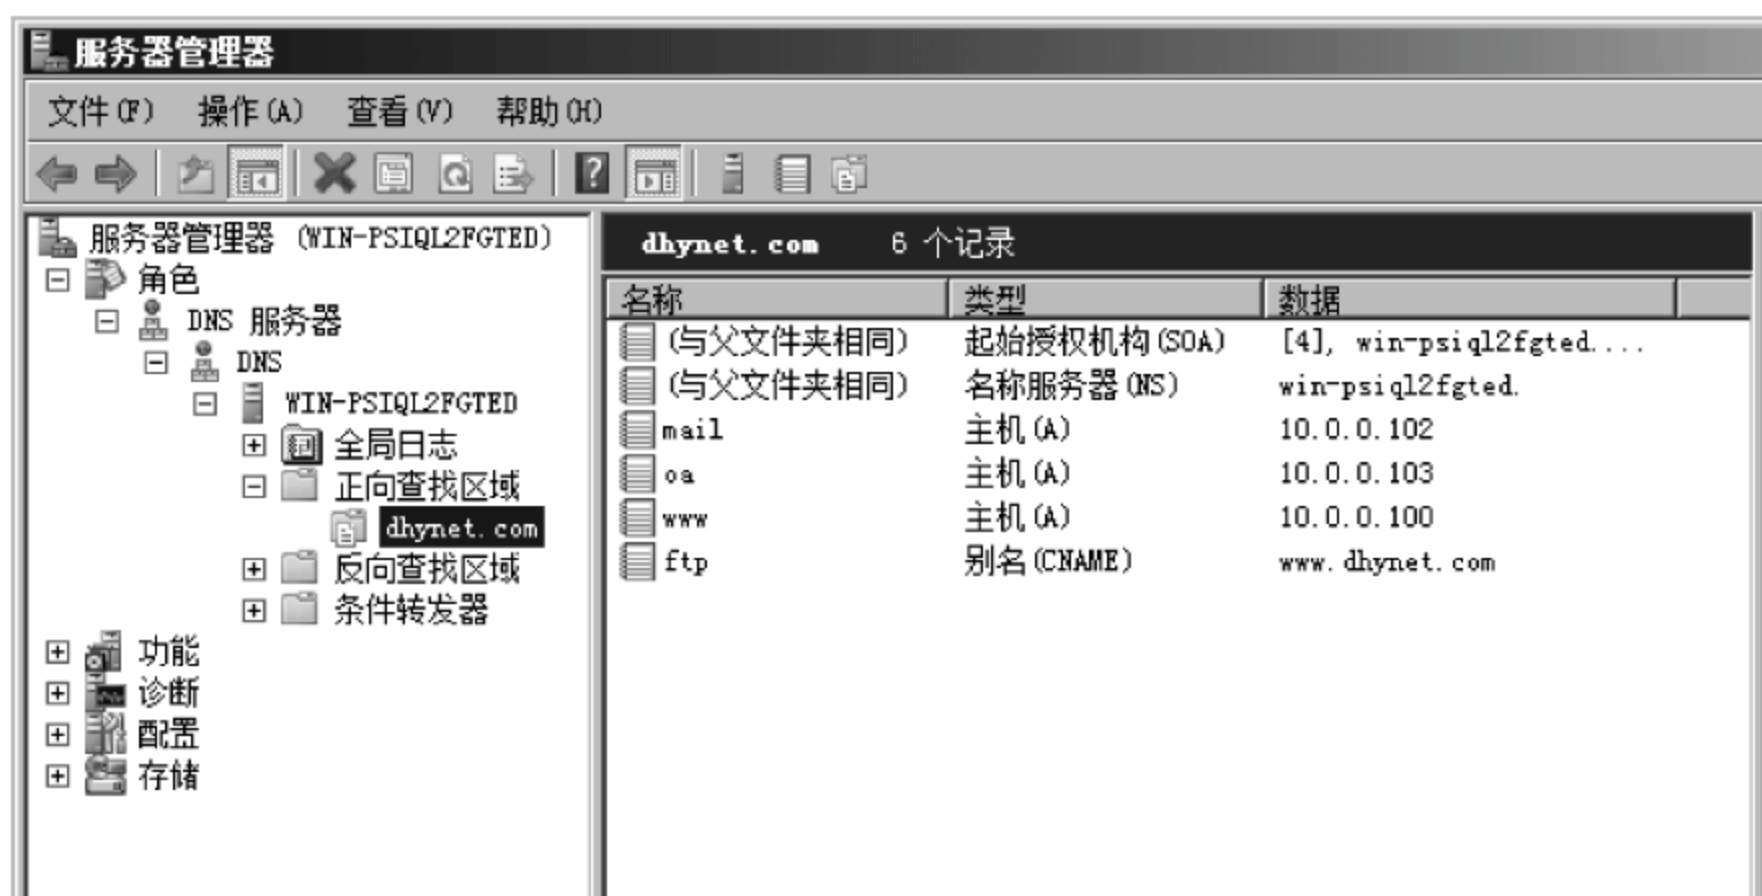 服务器管理器
文件(F) 操作(A) 查看(V) 帮助(H)
服务器管理器 (WIN-PSIQL2FGTED)
角色
DNS 服务器
DNS
WIN-PSIQL2FGTED
全局日志
正向查找区域
dhynet.com
反向查找区域
条件转发器
功能
诊断
配置
存储
dhynet.com 6 个记录
名称 类型 数据
(与父文件夹相同) 起始授权机构(SOA) [4], win-psiql2fgted....
(与父文件夹相同) 名称服务器(NS) win-psiql2fgted.
mail 主机(A) 10.0.0.102
oa 主机(A) 10.0.0.103
www 主机(A) 10.0.0.100
ftp 别名(CNAME) www.dhynet.com